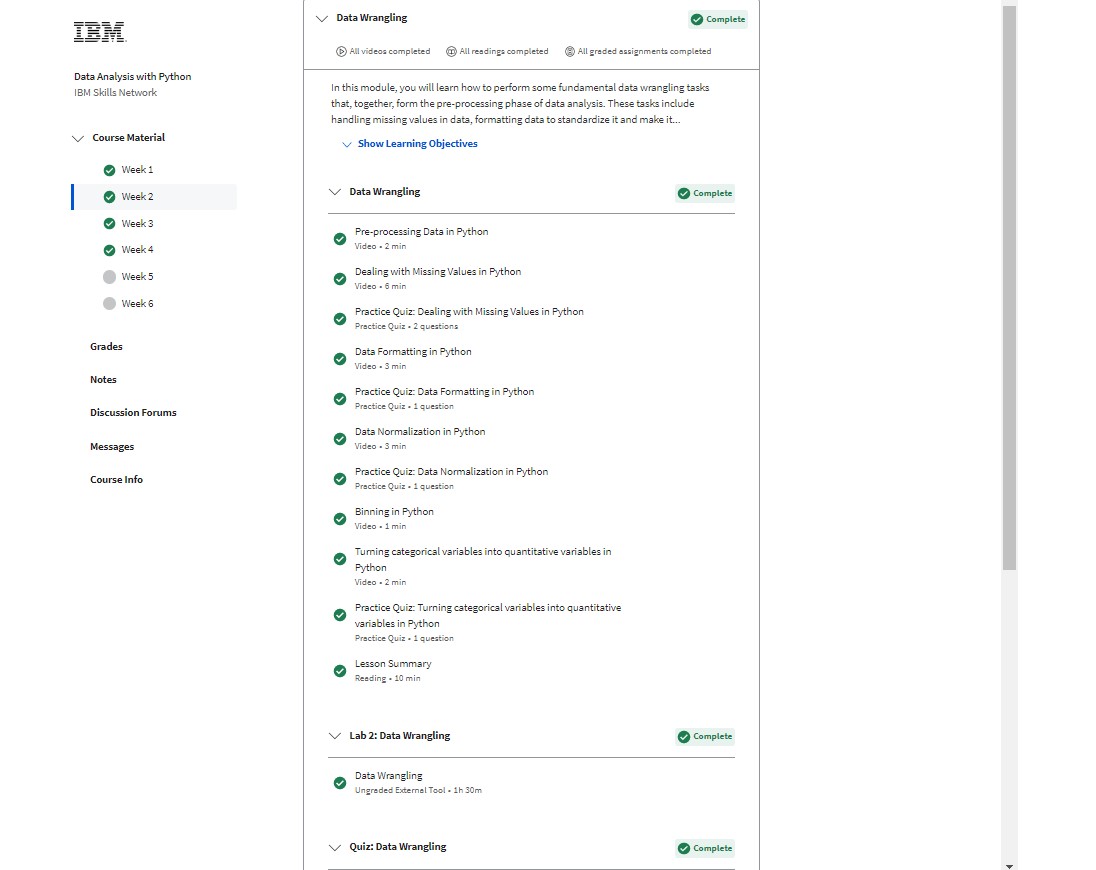 IBM
Data Analysis with Python
IBM Skills Network
Course Material
Week 1
Week 2
Week 3
Week 4
Week 5
Week 6
Grades
Notes
Discussion Forums
Messages
Course Info
Data Wrangling
Complete
All videos completed
All readings completed
All graded assignments completed
In this module, you will learn how to perform some fundamental data wrangling tasks
that, together, form the pre-processing phase of data analysis. These tasks include
handling missing values in data, formatting data to standardize it and make it...
Show Learning Objectives
Data Wrangling
Complete
Pre-processing Data in Python
Video • 2 min
Dealing with Missing Values in Python
Video • 6 min
Practice Quiz: Dealing with Missing Values in Python
Practice Quiz • 2 questions
Data Formatting in Python
Video • 3 min
Practice Quiz: Data Formatting in Python
Practice Quiz • 1 question
Data Normalization in Python
Video • 3 min
Practice Quiz: Data Normalization in Python
Practice Quiz • 1 question
Binning in Python
Video • 1 min
Turning categorical variables into quantitative variables in
Python
Video • 2 min
Practice Quiz: Turning categorical variables into quantitative
variables in Python
Practice Quiz • 1 question
Lesson Summary
Reading • 10 min
Lab 2: Data Wrangling
Complete
Data Wrangling
Ungraded External Tool • 1h 30m
Quiz: Data Wrangling
Complete